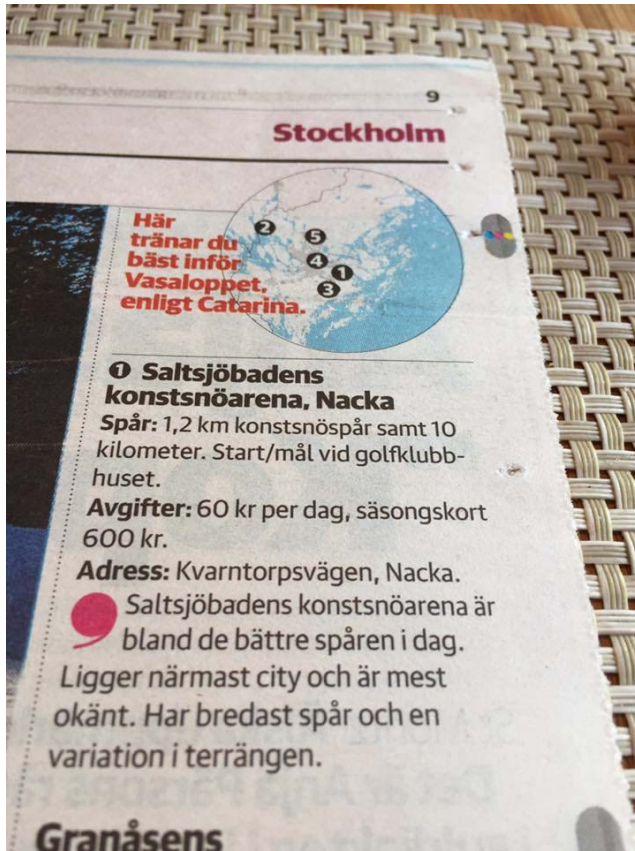 9
Stockholm
Här
tränar du
bäst inför
Vasaloppet,
enligt Catarina.
2
5
4
1
3
1 Saltsjöbadens
konstsnöarena, Nacka
Spår: 1,2 km konstsnöspår samt 10
kilometer. Start/mål vid golfklubb-
huset.
Avgifter: 60 kr per dag, säsongskort
600 kr.
Adress: Kvarntorpsvägen, Nacka.
Saltsjöbadens konstsnöarena är
bland de bättre spåren i dag.
Ligger närmast city och är mest
okänt. Har bredast spår och en
variation i terrängen.
Granåsens